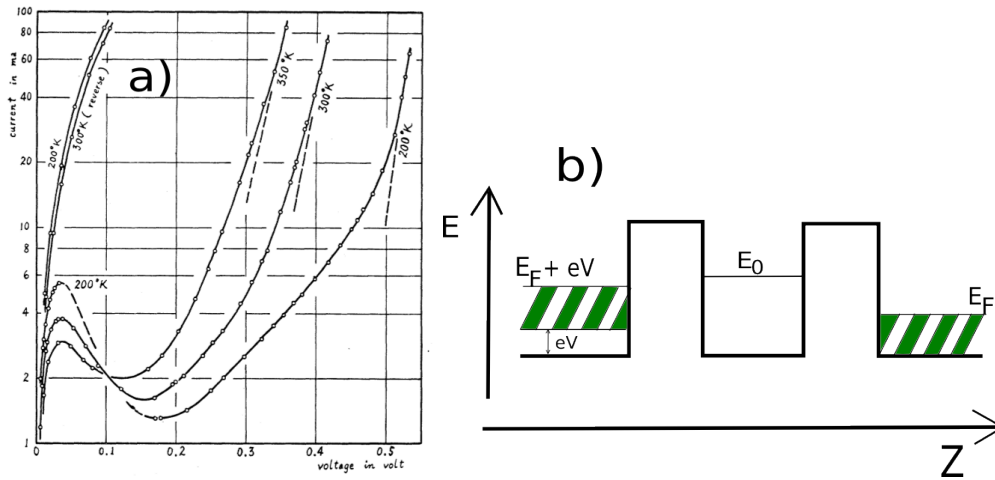 a)
100
80
60
40
20
10
8
6
4
2
1
current in ma
200°K
300°K (reverse)
200°K
350°K
300°K
200°K
0
0.1
0.2
0.3
0.4
0.5
voltage in volt
b)
E
E_F + eV
eV
E_0
E_F
Z